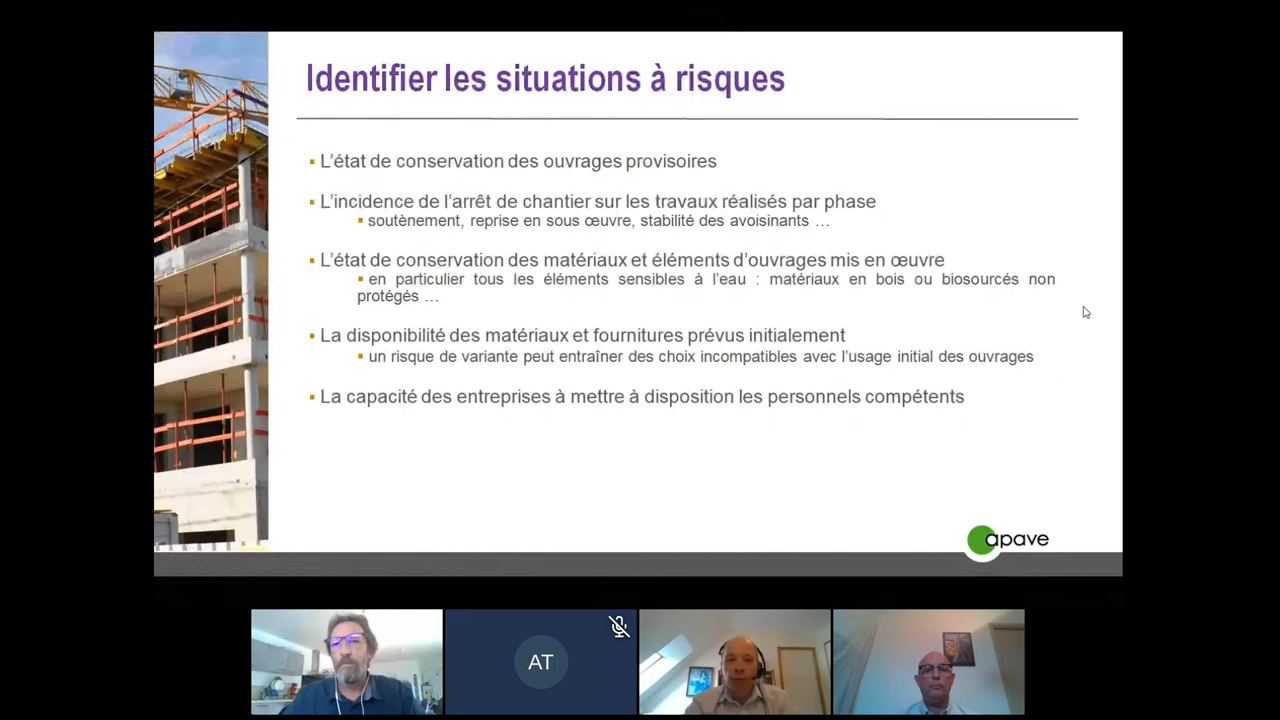 Identifier les situations à risques
▪ L'état de conservation des ouvrages provisoires
▪ L'incidence de l'arrêt de chantier sur les travaux réalisés par phase
▪ soutènement, reprise en sous œuvre, stabilité des avoisinants …
▪ L'état de conservation des matériaux et éléments d'ouvrages mis en œuvre
▪ en particulier tous les éléments sensibles à l'eau : matériaux en bois ou biosourcés non
protégés …
▪ La disponibilité des matériaux et fournitures prévus initialement
▪ un risque de variante peut entraîner des choix incompatibles avec l'usage initial des ouvrages
▪ La capacité des entreprises à mettre à disposition les personnels compétents
apave
AT